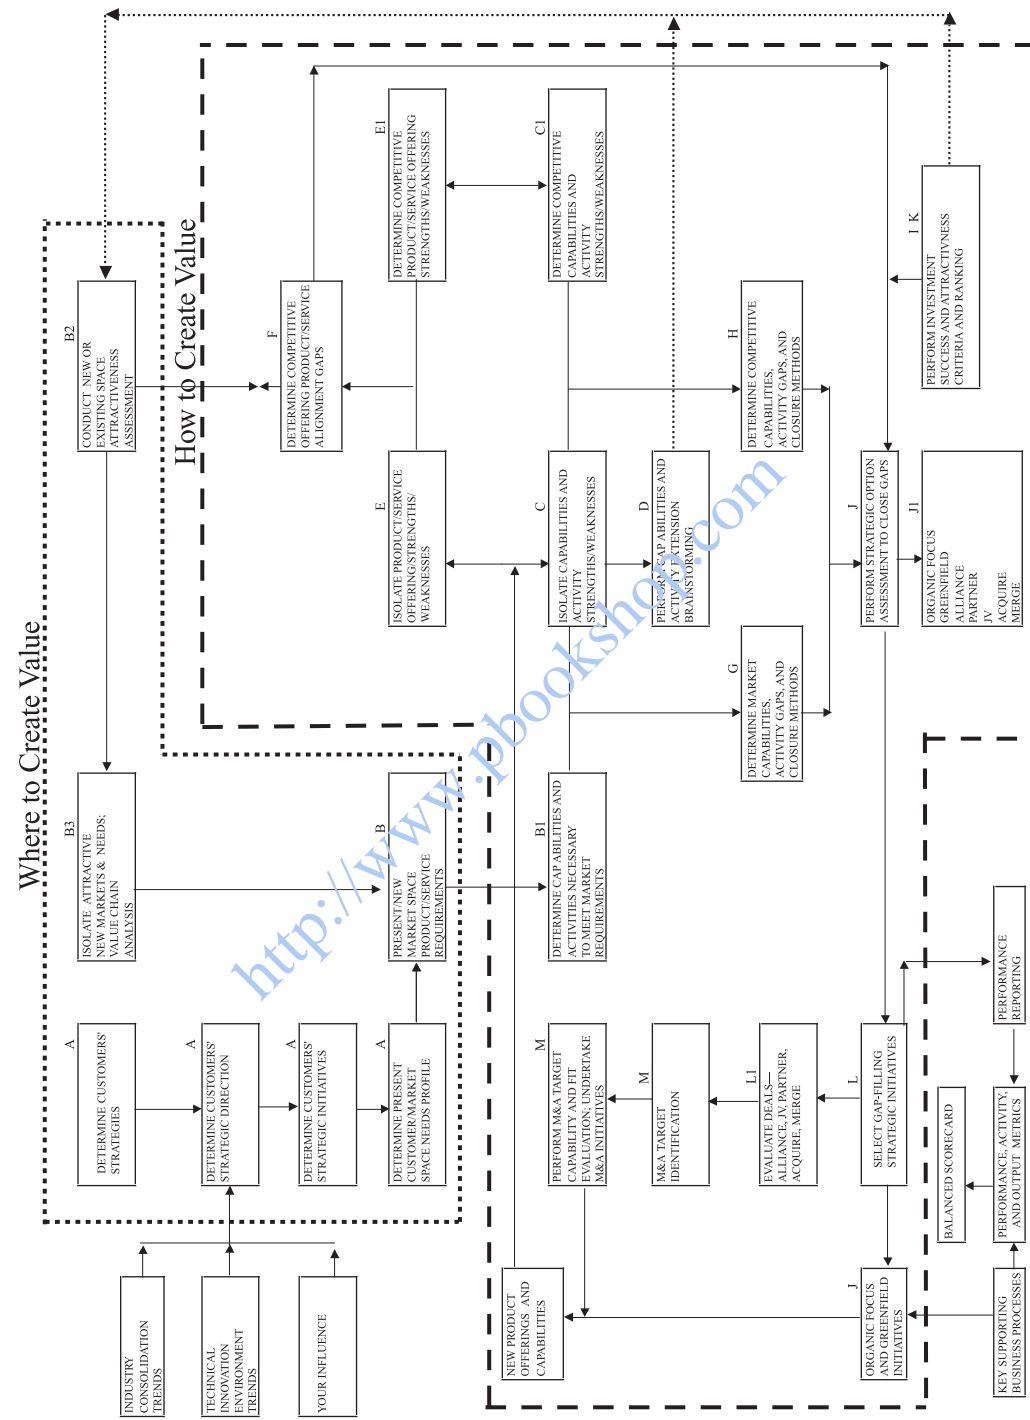 Where to Create Value
How to Create Value
INDUSTRY
CONSOLIDATION
TRENDS
TECHNICAL
INNOVATION
ENVIRONMENT
TRENDS
YOUR INFLUENCE
A
DETERMINE CUSTOMERS'
STRATEGIES
A
DETERMINE CUSTOMERS'
STRATEGIC DIRECTION
A
DETERMINE CUSTOMERS'
STRATEGIC INITIATIVES
A
DETERMINE PRESENT
CUSTOMER/MARKET
SPACE NEEDS PROFILE
B3
ISOLATE ATTRACTIVE
NEW MARKETS & NEEDS;
VALUE CHAIN
ANALYSIS
B
PRESENT/NEW
MARKET SPACE
PRODUCT/SERVICE
REQUIREMENTS
B2
CONDUCT NEW OR
EXISTING SPACE
ATTRACTIVENESS
ASSESSMENT
F
DETERMINE COMPETITIVE
OFFERING PRODUCT/SERVICE
ALIGNMENT GAPS
E
ISOLATE PRODUCT/SERVICE
OFFERING/STRENGTHS/
WEAKNESSES
E1
DETERMINE COMPETITIVE
PRODUCT/SERVICE OFFERING
STRENGTHS/WEAKNESSES
NEW PRODUCT
OFFERINGS AND
CAPABILITIES
M
PERFORM M&A TARGET
CAPABILITY AND FIT
EVALUATION; UNDERTAKE
M&A INITIATIVES
B1
DETERMINE CAP ABILITIES AND
ACTIVITIES NECESSARY
TO MEET MARKET
REQUIREMENTS
C
ISOLATE CAPABILITIES AND
ACTIVITY
STRENGTHS/WEAKNESSES
C1
DETERMINE COMPETITIVE
CAPABILITIES AND
ACTIVITY
STRENGTHS/WEAKNESSES
M
M&A TARGET
IDENTIFICATION
D
PERFORM CAP ABILITIES AND
ACTIVITY EXTENSION
BRAINSTORMING
L1
EVALUATE DEALS—
ALLIANCE, JV, PARTNER,
ACQUIRE, MERGE
G
DETERMINE MARKET
CAPABILITIES,
ACTIVITY GAPS, AND
CLOSURE METHODS
H
DETERMINE COMPETITIVE
CAPABILITIES,
ACTIVITY GAPS, AND
CLOSURE METHODS
J
ORGANIC FOCUS
AND GREENFIELD
INITIATIVES
L
SELECT GAP-FILLING
STRATEGIC INITIATIVES
J
PERFORM STRATEGIC OPTION
ASSESSMENT TO CLOSE GAPS
J1
ORGANIC FOCUS
GREENFIELD
ALLIANCE
PARTNER
JV
ACQUIRE
MERGE
I K
PERFORM INVESTMENT
SUCCESS AND ATTRACTIVNESS
CRITERIA AND RANKING
BALANCED SCORECARD
KEY SUPPORTING
BUSINESS PROCESSES
PERFORMANCE, ACTIVITY,
AND OUTPUT METRICS
PERFORMANCE
REPORTING
http://www.pbookshop.com